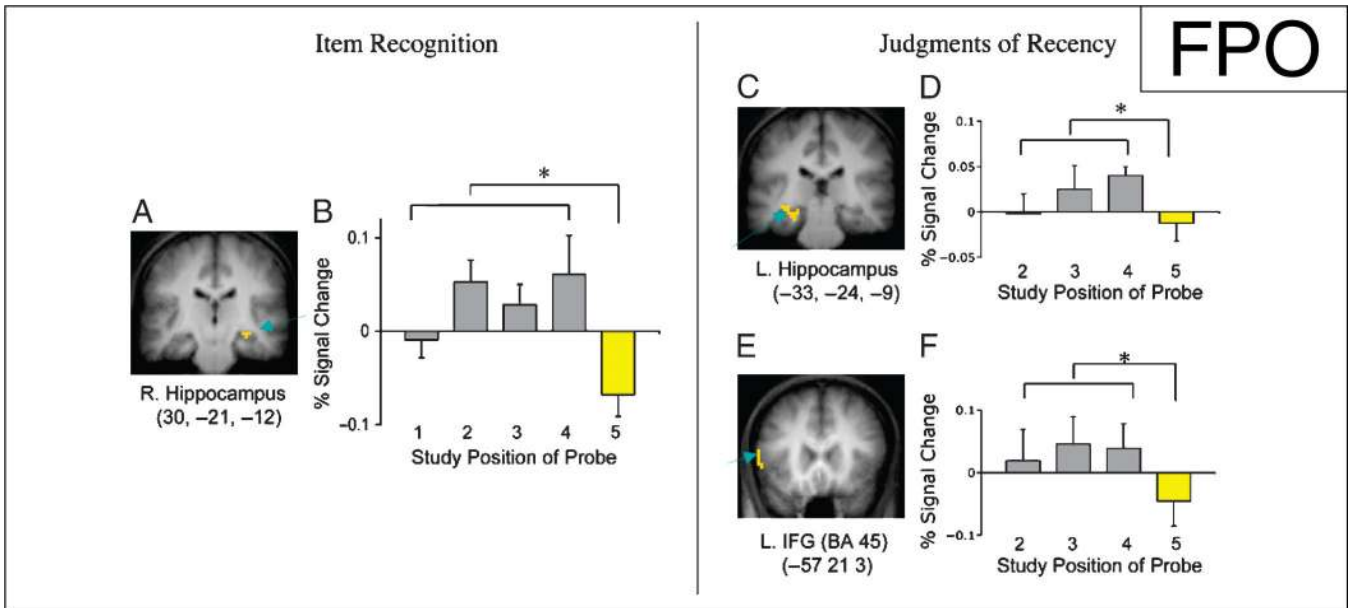 Item Recognition
Judgments of Recency
FPO
A
R. Hippocampus
(30, –21, –12)
B
% Signal Change
0.1
0
–0.1
*
1 2 3 4 5
Study Position of Probe
C
L. Hippocampus
(–33, –24, –9)
D
% Signal Change
0.1
0.05
0
–0.05
*
2 3 4 5
Study Position of Probe
E
L. IFG (BA 45)
(–57 21 3)
F
% Signal Change
0.1
0
–0.1
*
2 3 4 5
Study Position of Probe